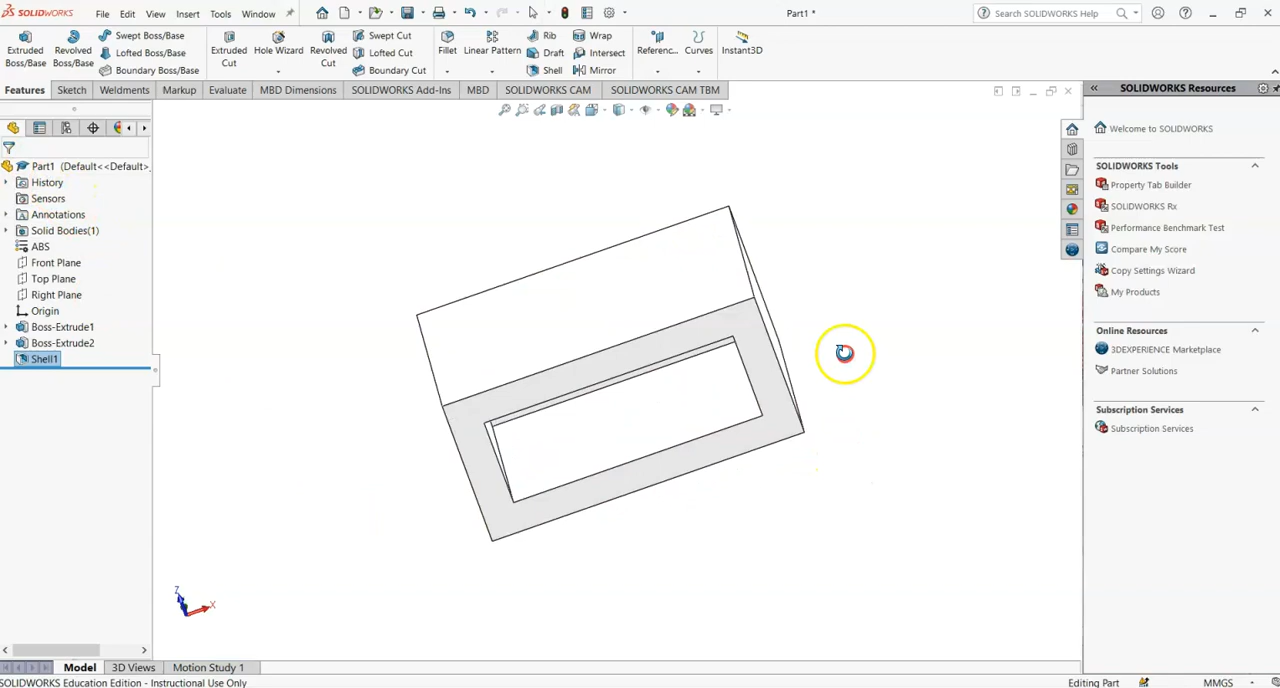 SOLIDWORKS File Edit View Insert Tools Window Part1 * Search SOLIDWORKS Help
Extruded Boss/Base
Revolved Boss/Base
Swept Boss/Base
Lofted Boss/Base
Boundary Boss/Base
Extruded Cut
Hole Wizard
Revolved Cut
Swept Cut
Lofted Cut
Boundary Cut
Fillet
Linear Pattern
Rib
Draft
Shell
Wrap
Intersect
Mirror
Referenc...
Curves
Instant3D
Features Sketch Weldments Markup Evaluate MBD Dimensions SOLIDWORKS Add-Ins MBD SOLIDWORKS CAM SOLIDWORKS CAM TBM
Part1 (Default<<Default>_
History
Sensors
Annotations
Solid Bodies(1)
ABS
Front Plane
Top Plane
Right Plane
Origin
Boss-Extrude1
Boss-Extrude2
Shell1
Z
X
SOLIDWORKS Resources
Welcome to SOLIDWORKS
SOLIDWORKS Tools
Property Tab Builder
SOLIDWORKS Rx
Performance Benchmark Test
Compare My Score
Copy Settings Wizard
My Products
Online Resources
3DEXPERIENCE Marketplace
Partner Solutions
Subscription Services
Subscription Services
Model 3D Views Motion Study 1
SOLIDWORKS Education Edition - Instructional Use Only Editing Part MMGS